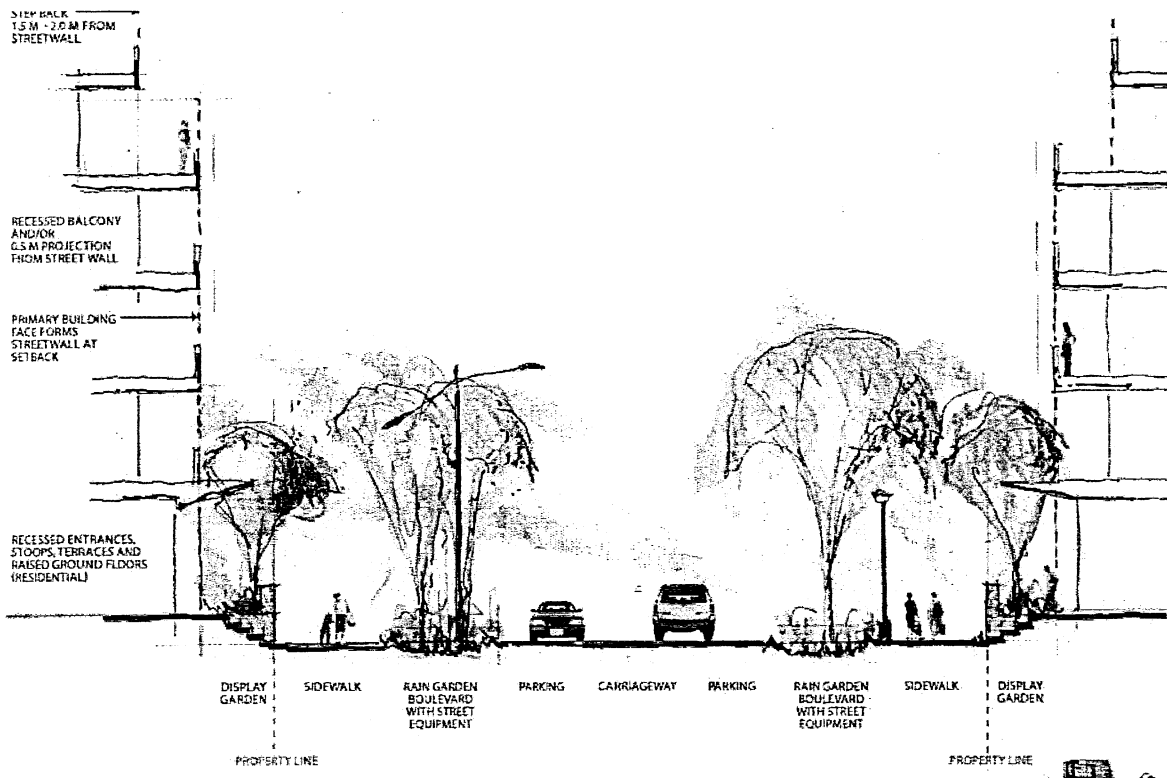 STEP BACK
1.5 M - 2.0 M FROM
STREETWALL
RECESSED BALCONY
AND/OR
0.5 M PROJECTION
FROM STREET WALL
PRIMARY BUILDING
FACE FORMS
STREETWALL AT
SETBACK
RECESSED ENTRANCES,
STOOPS, TERRACES AND
RAISED GROUND FLOORS
(RESIDENTIAL)
DISPLAY
GARDEN
SIDEWALK
RAIN GARDEN
BOULEVARD
WITH STREET
EQUIPMENT
PARKING
CARRIAGEWAY
PARKING
RAIN GARDEN
BOULEVARD
WITH STREET
EQUIPMENT
SIDEWALK
DISPLAY
GARDEN
PROPERTY LINE
PROPERTY LINE